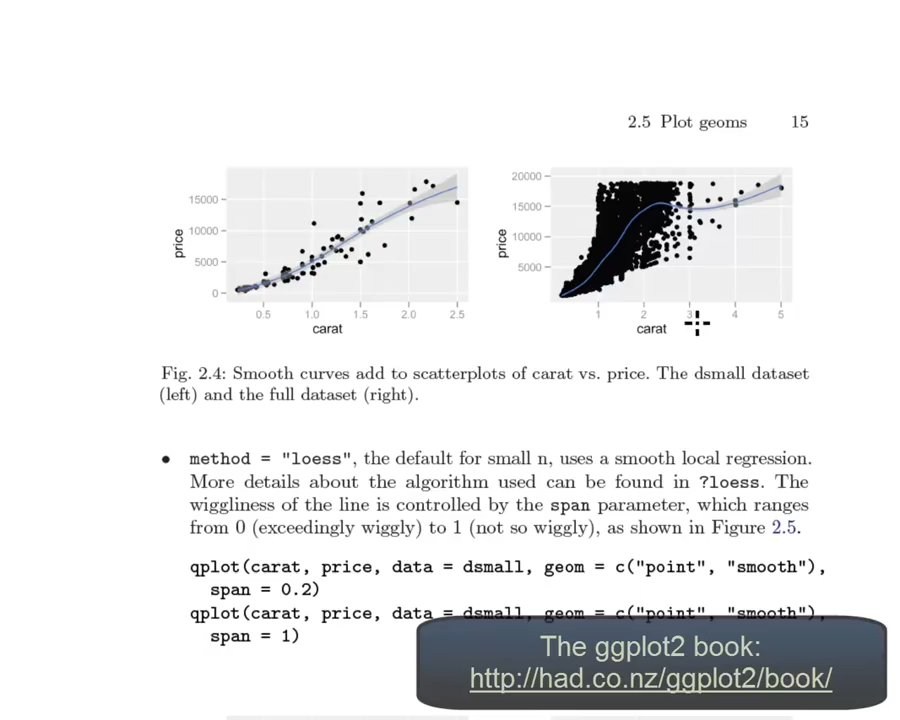 2.5 Plot geoms 15
15000
10000
5000
0
price
0.5 1.0 1.5 2.0 2.5
carat
20000
15000
10000
5000
price
1 2 3 4 5
carat
Fig. 2.4: Smooth curves add to scatterplots of carat vs. price. The dsmall dataset
(left) and the full dataset (right).
• method = "loess", the default for small n, uses a smooth local regression.
More details about the algorithm used can be found in ?loess. The
wiggliness of the line is controlled by the span parameter, which ranges
from 0 (exceedingly wiggly) to 1 (not so wiggly), as shown in Figure 2.5.
qplot(carat, price, data = dsmall, geom = c("point", "smooth"),
span = 0.2)
qplot(carat, price, data = dsmall, geom = c("point", "smooth"),
span = 1)
The ggplot2 book:
http://had.co.nz/ggplot2/book/